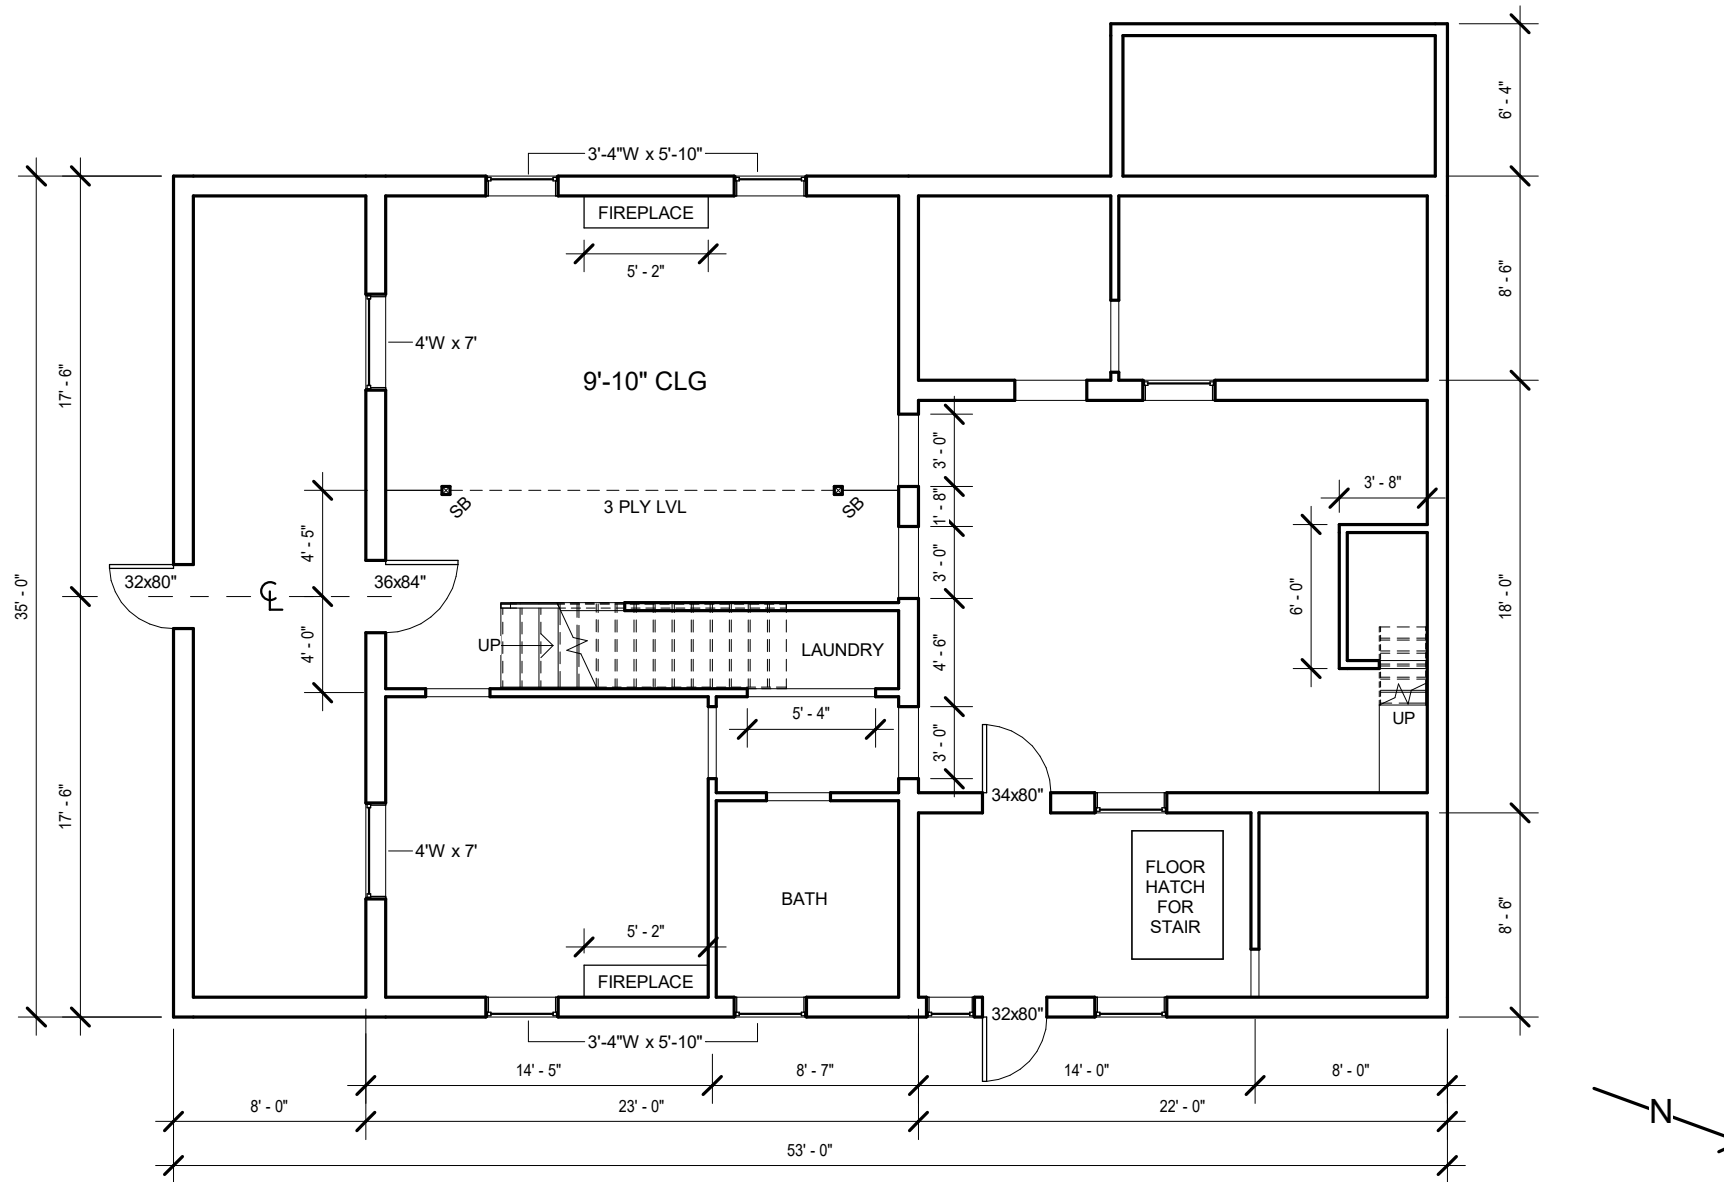 6' - 4"
3'-4"W x 5'-10"
FIREPLACE
5' - 2"
8' - 6"
4'W x 7'
17' - 6"
9'-10" CLG
3' - 0"
3' - 8"
1' - 8"
SB
3 PLY LVL
SB
4' - 5"
3' - 0"
32x80"
36x84"
℄
35' - 0"
6' - 0"
18' - 0"
4' - 0"
UP
LAUNDRY
4' - 6"
5' - 4"
UP
3' - 0"
17' - 6"
34x80"
4'W x 7'
FLOOR
HATCH
FOR
STAIR
BATH
5' - 2"
8' - 6"
FIREPLACE
32x80"
3'-4"W x 5'-10"
14' - 5"
8' - 7"
14' - 0"
8' - 0"
8' - 0"
23' - 0"
22' - 0"
N
53' - 0"